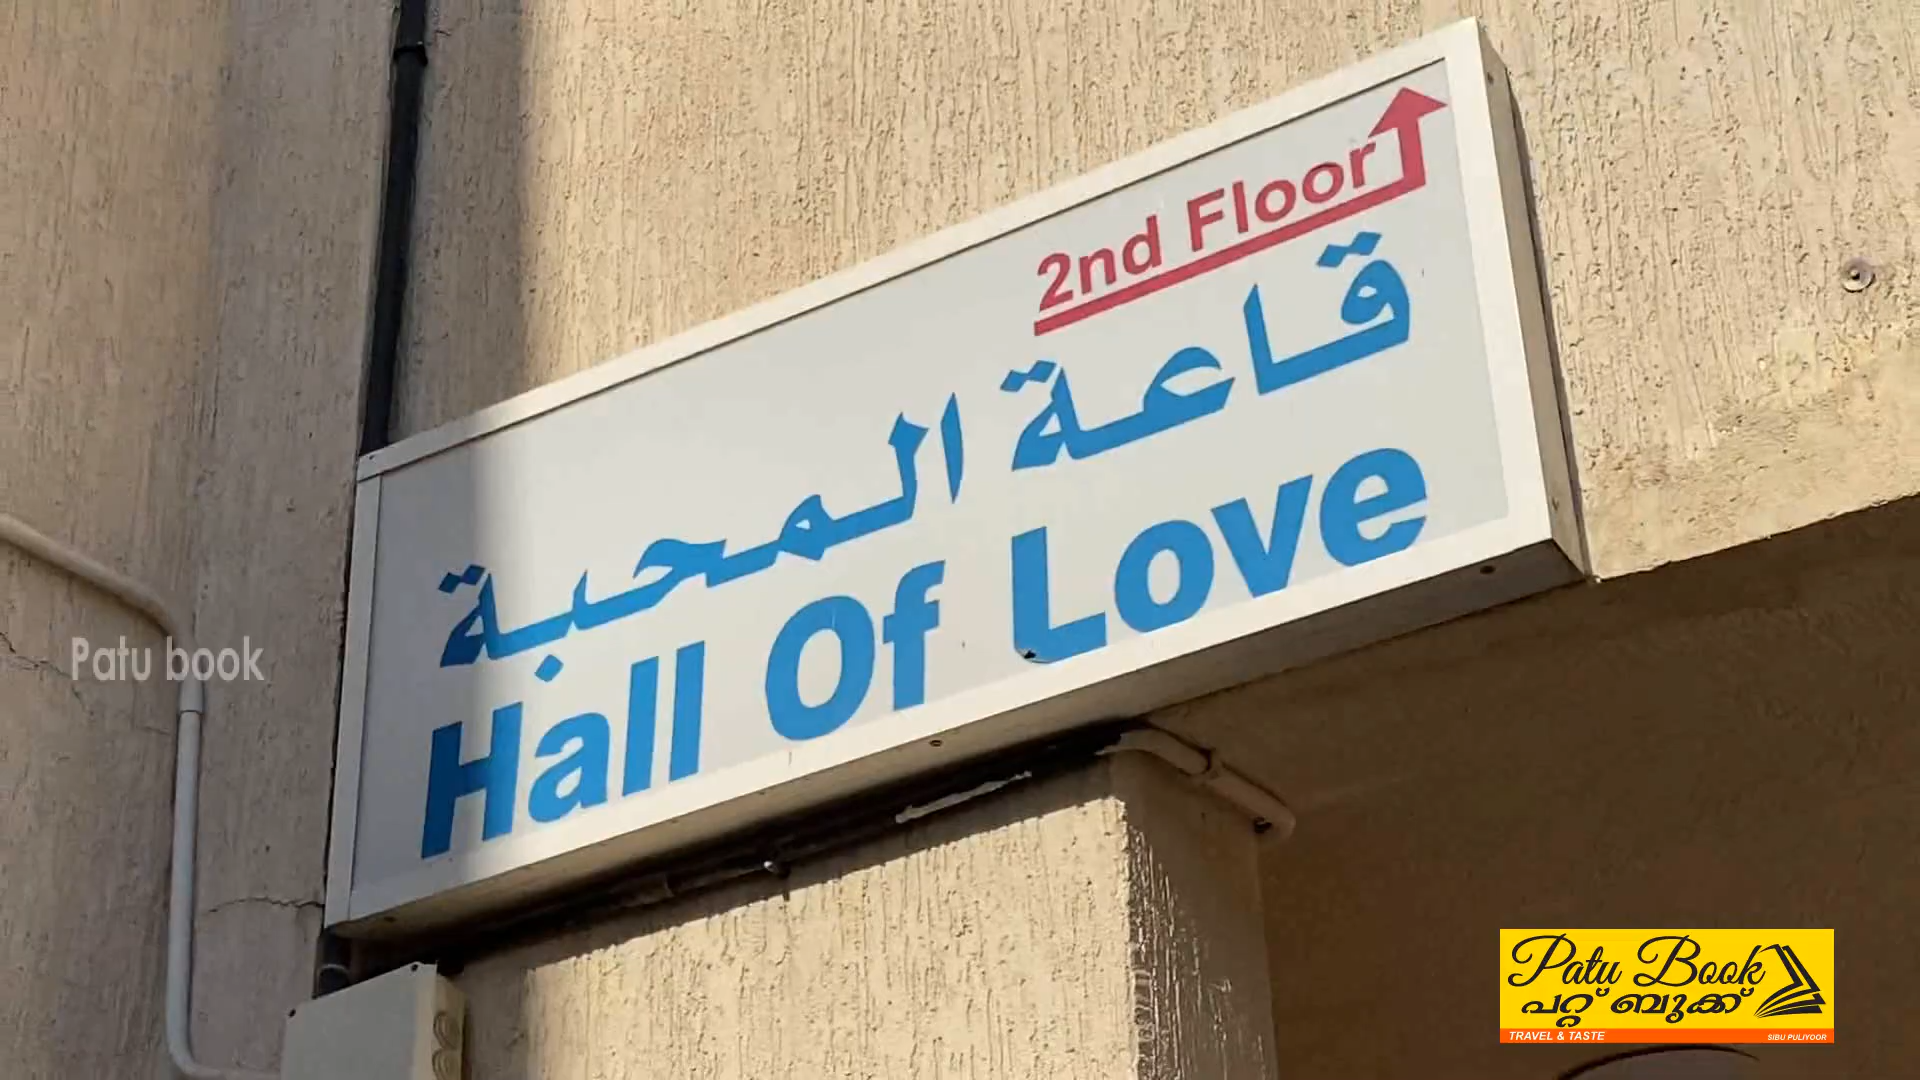 2nd Floor
قاعة المحبة
Hall Of Love
Patu book
Patu Book
പറ്റ് ബുക്ക്
TRAVEL & TASTE
SIBU PULIYOOR